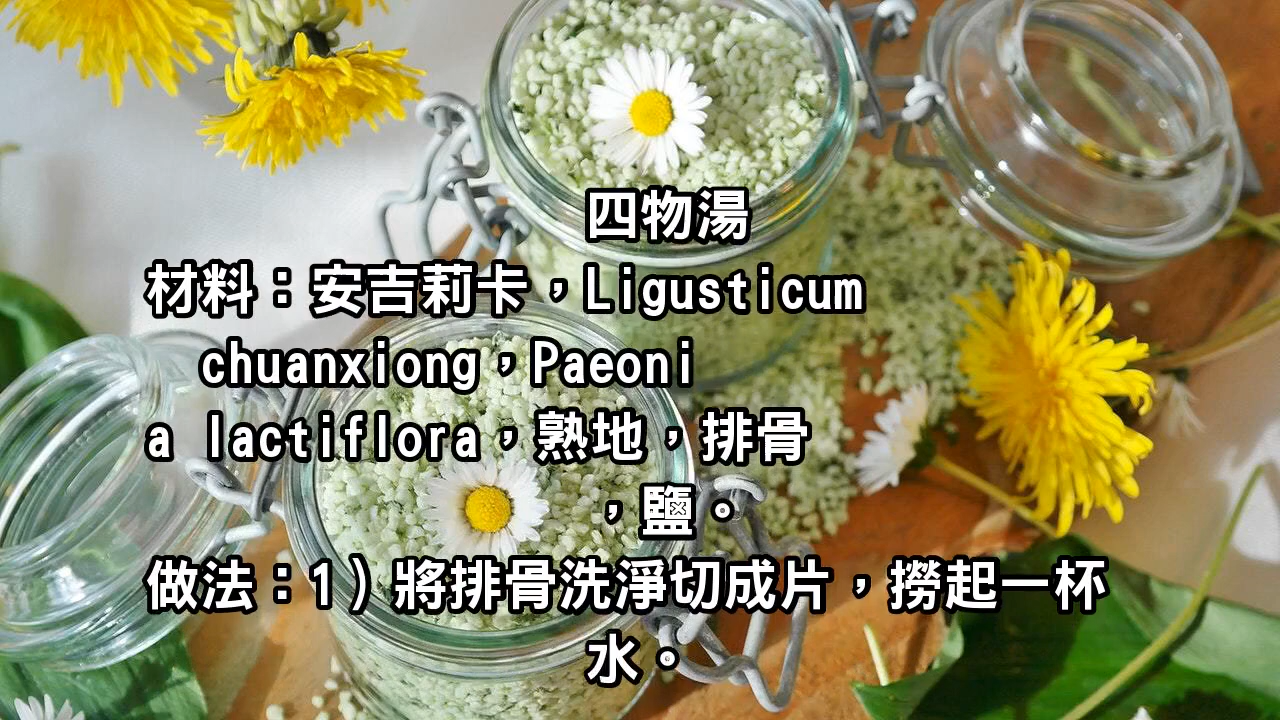 四物湯
材料：安吉莉卡，Ligusticum
chuanxiong，Paeoni
a lactiflora，熟地，排骨
，鹽。
做法：1）將排骨洗淨切成片，撈起一杯
水。